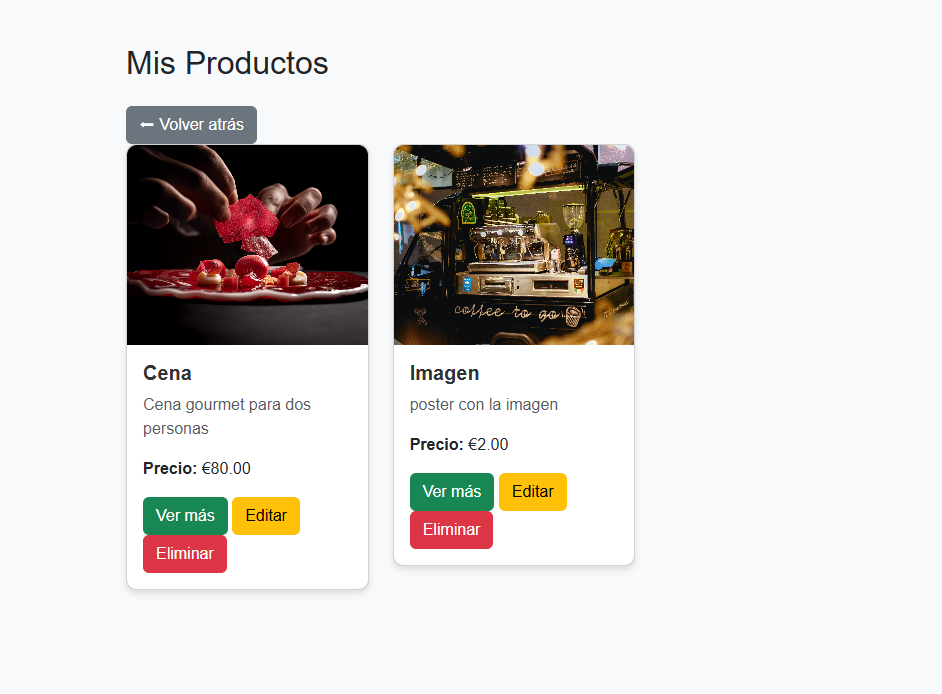 Mis Productos
← Volver atrás
coffee to go
Cena
Cena gourmet para dos
personas
Precio: €80.00
Ver más
Editar
Eliminar
Imagen
poster con la imagen
Precio: €2.00
Ver más
Editar
Eliminar